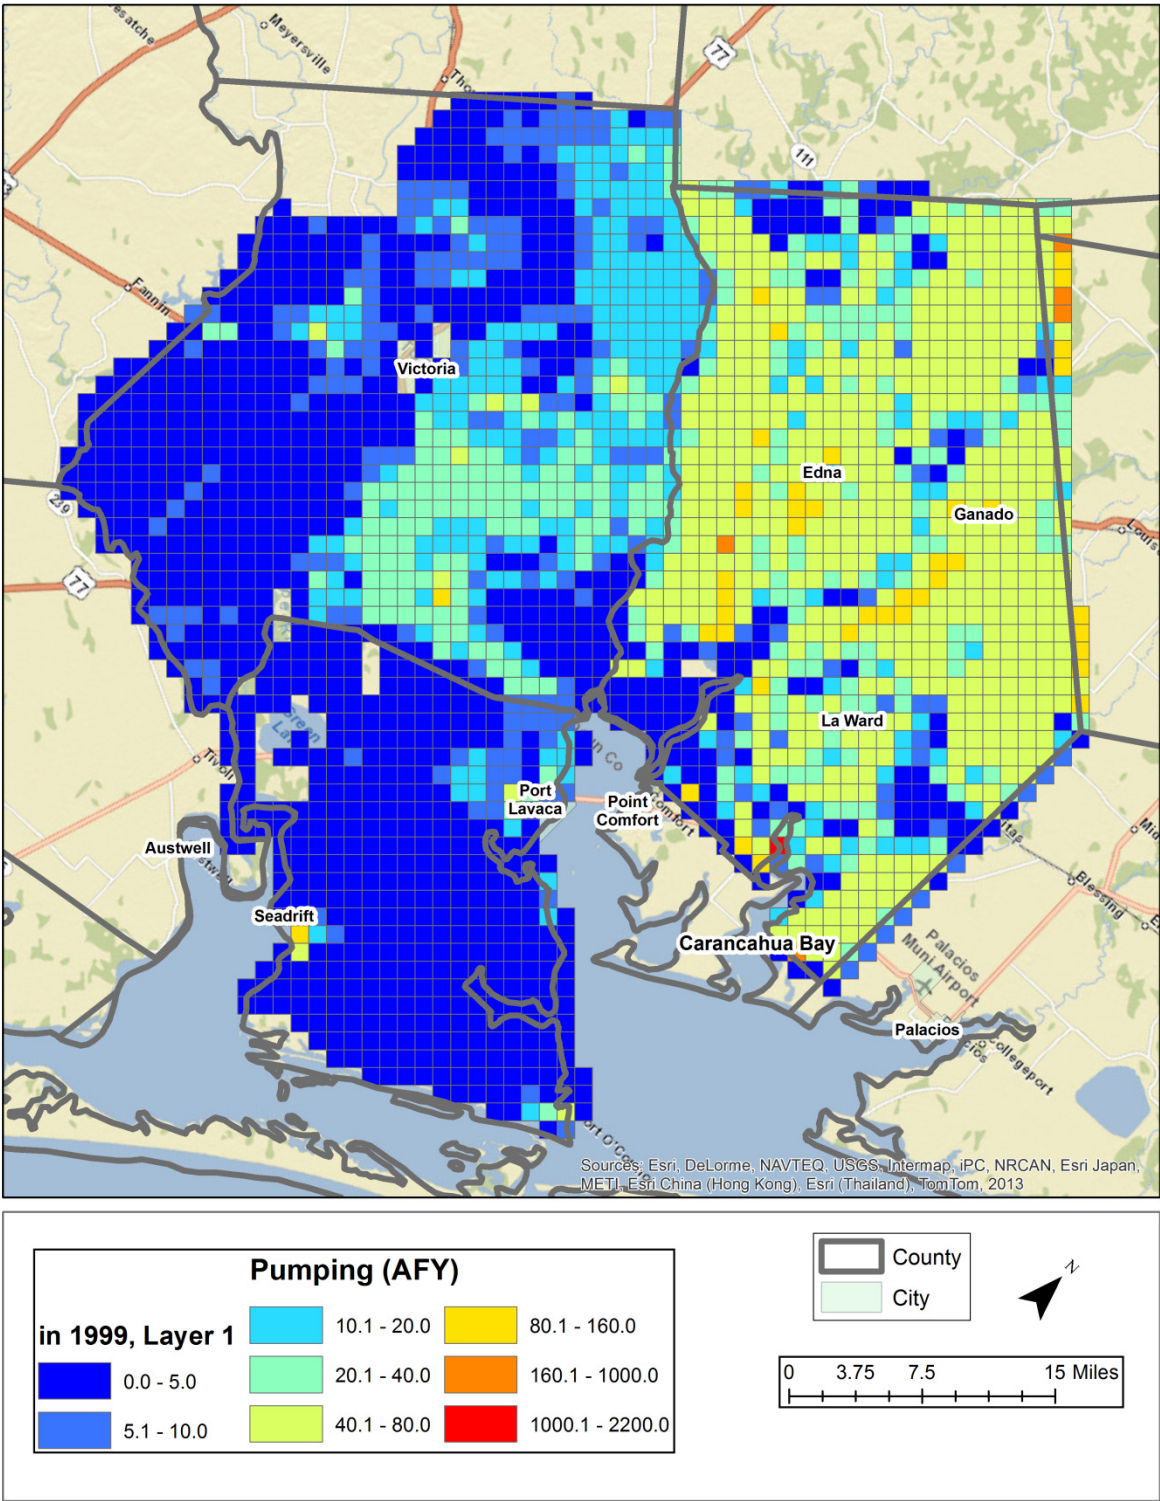 Meyersville
77
111
Fannin
Victoria
Edna
Ganado
239
77
La Ward
Tivoli
Port
Lavaca
Point
Comfort
Comfort
Austwell
Seadrift
Blessing
Carancahua Bay
Palacios
Muni Airport
Palacios
Collegeport
Sources: Esri, DeLorme, NAVTEQ, USGS, Intermap, iPC, NRCAN, Esri Japan,
METI, Esri China (Hong Kong), Esri (Thailand), TomTom, 2013
Pumping (AFY)
in 1999, Layer 1
0.0 - 5.0
5.1 - 10.0
10.1 - 20.0
20.1 - 40.0
40.1 - 80.0
80.1 - 160.0
160.1 - 1000.0
1000.1 - 2200.0
County
City
N
0 3.75 7.5 15 Miles